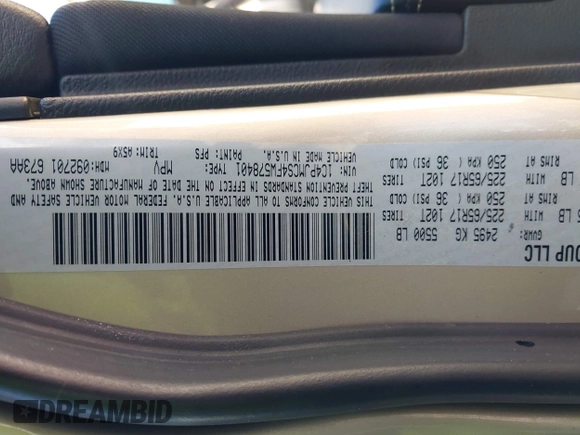 OUP LLC
GVWR: 2495 KG 5500 LB
LB 225/65R17 102T TIRES
RIMS AT 250 KPA ( 36 PSI) COLD
LB 225/65R17 102T TIRES
RIMS AT 250 KPA ( 36 PSI) COLD
THIS VEHICLE CONFORMS TO ALL APPLICABLE FEDERAL MOTOR VEHICLE SAFETY AND
THEFT PREVENTION STANDARDS IN EFFECT ON THE DATE OF MANUFACTURE SHOWN ABOVE.
VIN: 1C4PJMCS4FW578401 TYPE: MPV MDH:092701 673AA
VEHICLE MADE IN U.S.A. PAINT: PFS TRIM: A5X9
DREAMBID